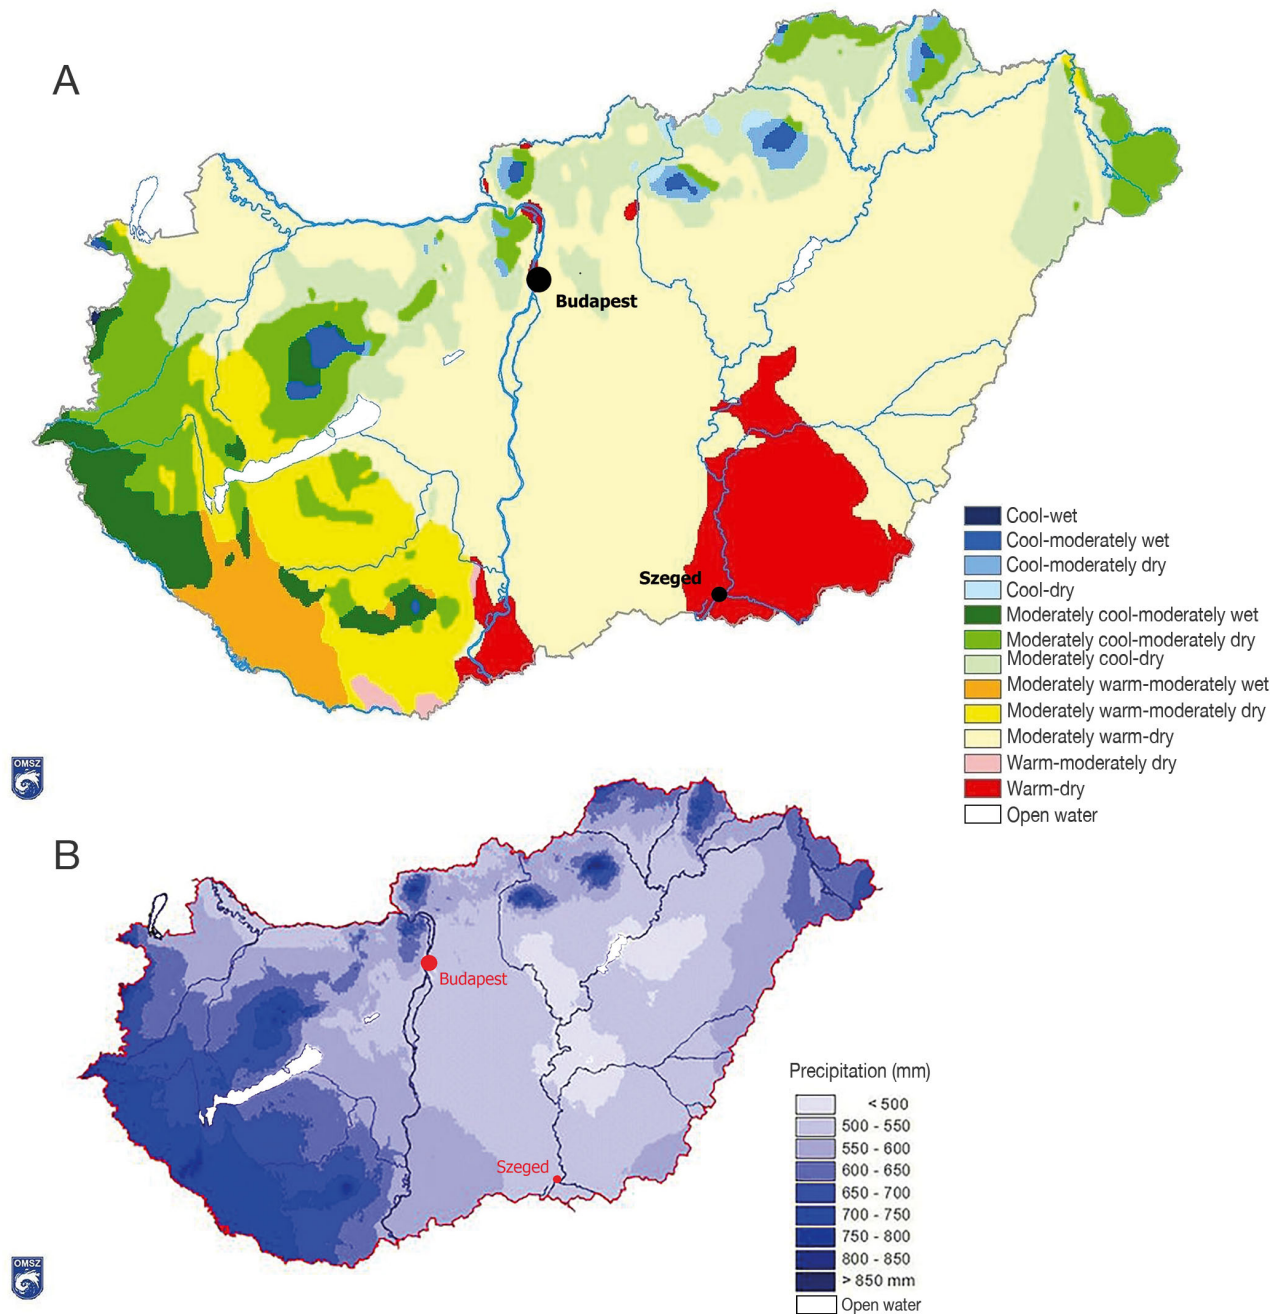 A
Budapest
Szeged
Cool-wet
Cool-moderately wet
Cool-moderately dry
Cool-dry
Moderately cool-moderately wet
Moderately cool-moderately dry
Moderately cool-dry
Moderately warm-moderately wet
Moderately warm-moderately dry
Moderately warm-dry
Warm-moderately dry
Warm-dry
Open water
OMSZ
B
Budapest
Szeged
Precipitation (mm)
< 500
500 - 550
550 - 600
600 - 650
650 - 700
700 - 750
750 - 800
800 - 850
> 850 mm
Open water
OMSZ